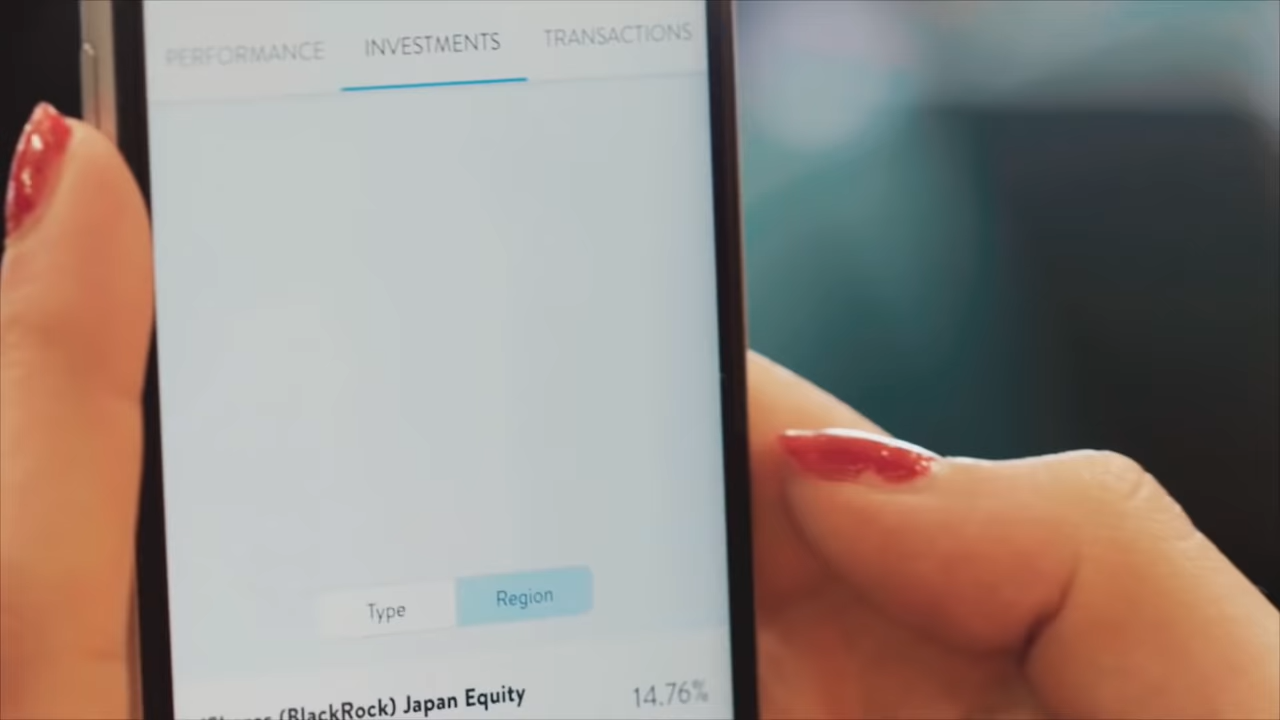 PERFORMANCE INVESTMENTS TRANSACTIONS
Type Region
(BlackRock) Japan Equity 14.76%